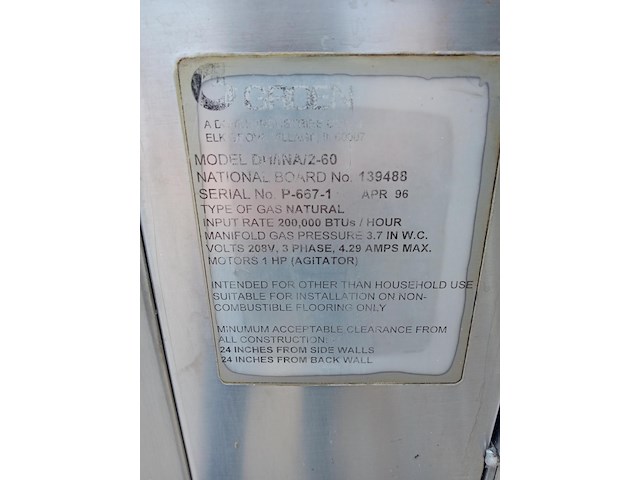 GROEN
ELK GROVE
MODEL
NATIONAL BOARD No. 139488
SERIAL No. P-667-1 APR 96
TYPE OF GAS NATURAL
INPUT RATE 200,000 BTUs / HOUR
MANIFOLD GAS PRESSURE 3.7 IN W.C.
VOLTS 208V, 3 PHASE, 4.29 AMPS MAX.
MOTORS 1 HP (AGITATOR)
INTENDED FOR OTHER THAN HOUSEHOLD USE
SUITABLE FOR INSTALLATION ON NON-
COMBUSTIBLE FLOORING ONLY
MINUMUM ACCEPTABLE CLEARANCE FROM
ALL CONSTRUCTION:
24 INCHES FROM SIDE WALLS
24 INCHES FROM BACK WALL